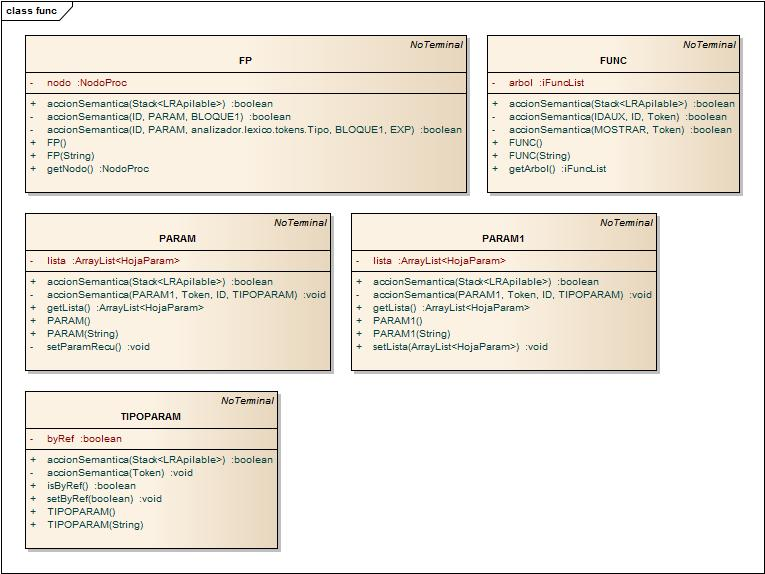 class func
NoTerminal
FP
- nodo :NodoProc
+ accionSemantica(Stack<LRApilable>) :boolean
- accionSemantica(ID, PARAM, BLOQUE1) :boolean
- accionSemantica(ID, PARAM, analizador.lexico.tokens.Tipo, BLOQUE1, EXP) :boolean
+ FP()
+ FP(String)
+ getNodo() :NodoProc
NoTerminal
FUNC
- arbol :iFuncList
+ accionSemantica(Stack<LRApilable>) :boolean
- accionSemantica(IDAUX, ID, Token) :boolean
- accionSemantica(MOSTRAR, Token) :boolean
+ FUNC()
+ FUNC(String)
+ getArbol() :iFuncList
NoTerminal
PARAM
- lista :ArrayList<HojaParam>
+ accionSemantica(Stack<LRApilable>) :boolean
- accionSemantica(PARAM1, Token, ID, TIPOPARAM) :void
+ getLista() :ArrayList<HojaParam>
+ PARAM()
+ PARAM(String)
- setParamRecu() :void
NoTerminal
PARAM1
- lista :ArrayList<HojaParam>
+ accionSemantica(Stack<LRApilable>) :boolean
- accionSemantica(PARAM1, Token, ID, TIPOPARAM) :void
+ getLista() :ArrayList<HojaParam>
+ PARAM1()
+ PARAM1(String)
+ setLista(ArrayList<HojaParam>) :void
NoTerminal
TIPOPARAM
- byRef :boolean
+ accionSemantica(Stack<LRApilable>) :boolean
- accionSemantica(Token) :void
+ isByRef() :boolean
+ setByRef(boolean) :void
+ TIPOPARAM()
+ TIPOPARAM(String)